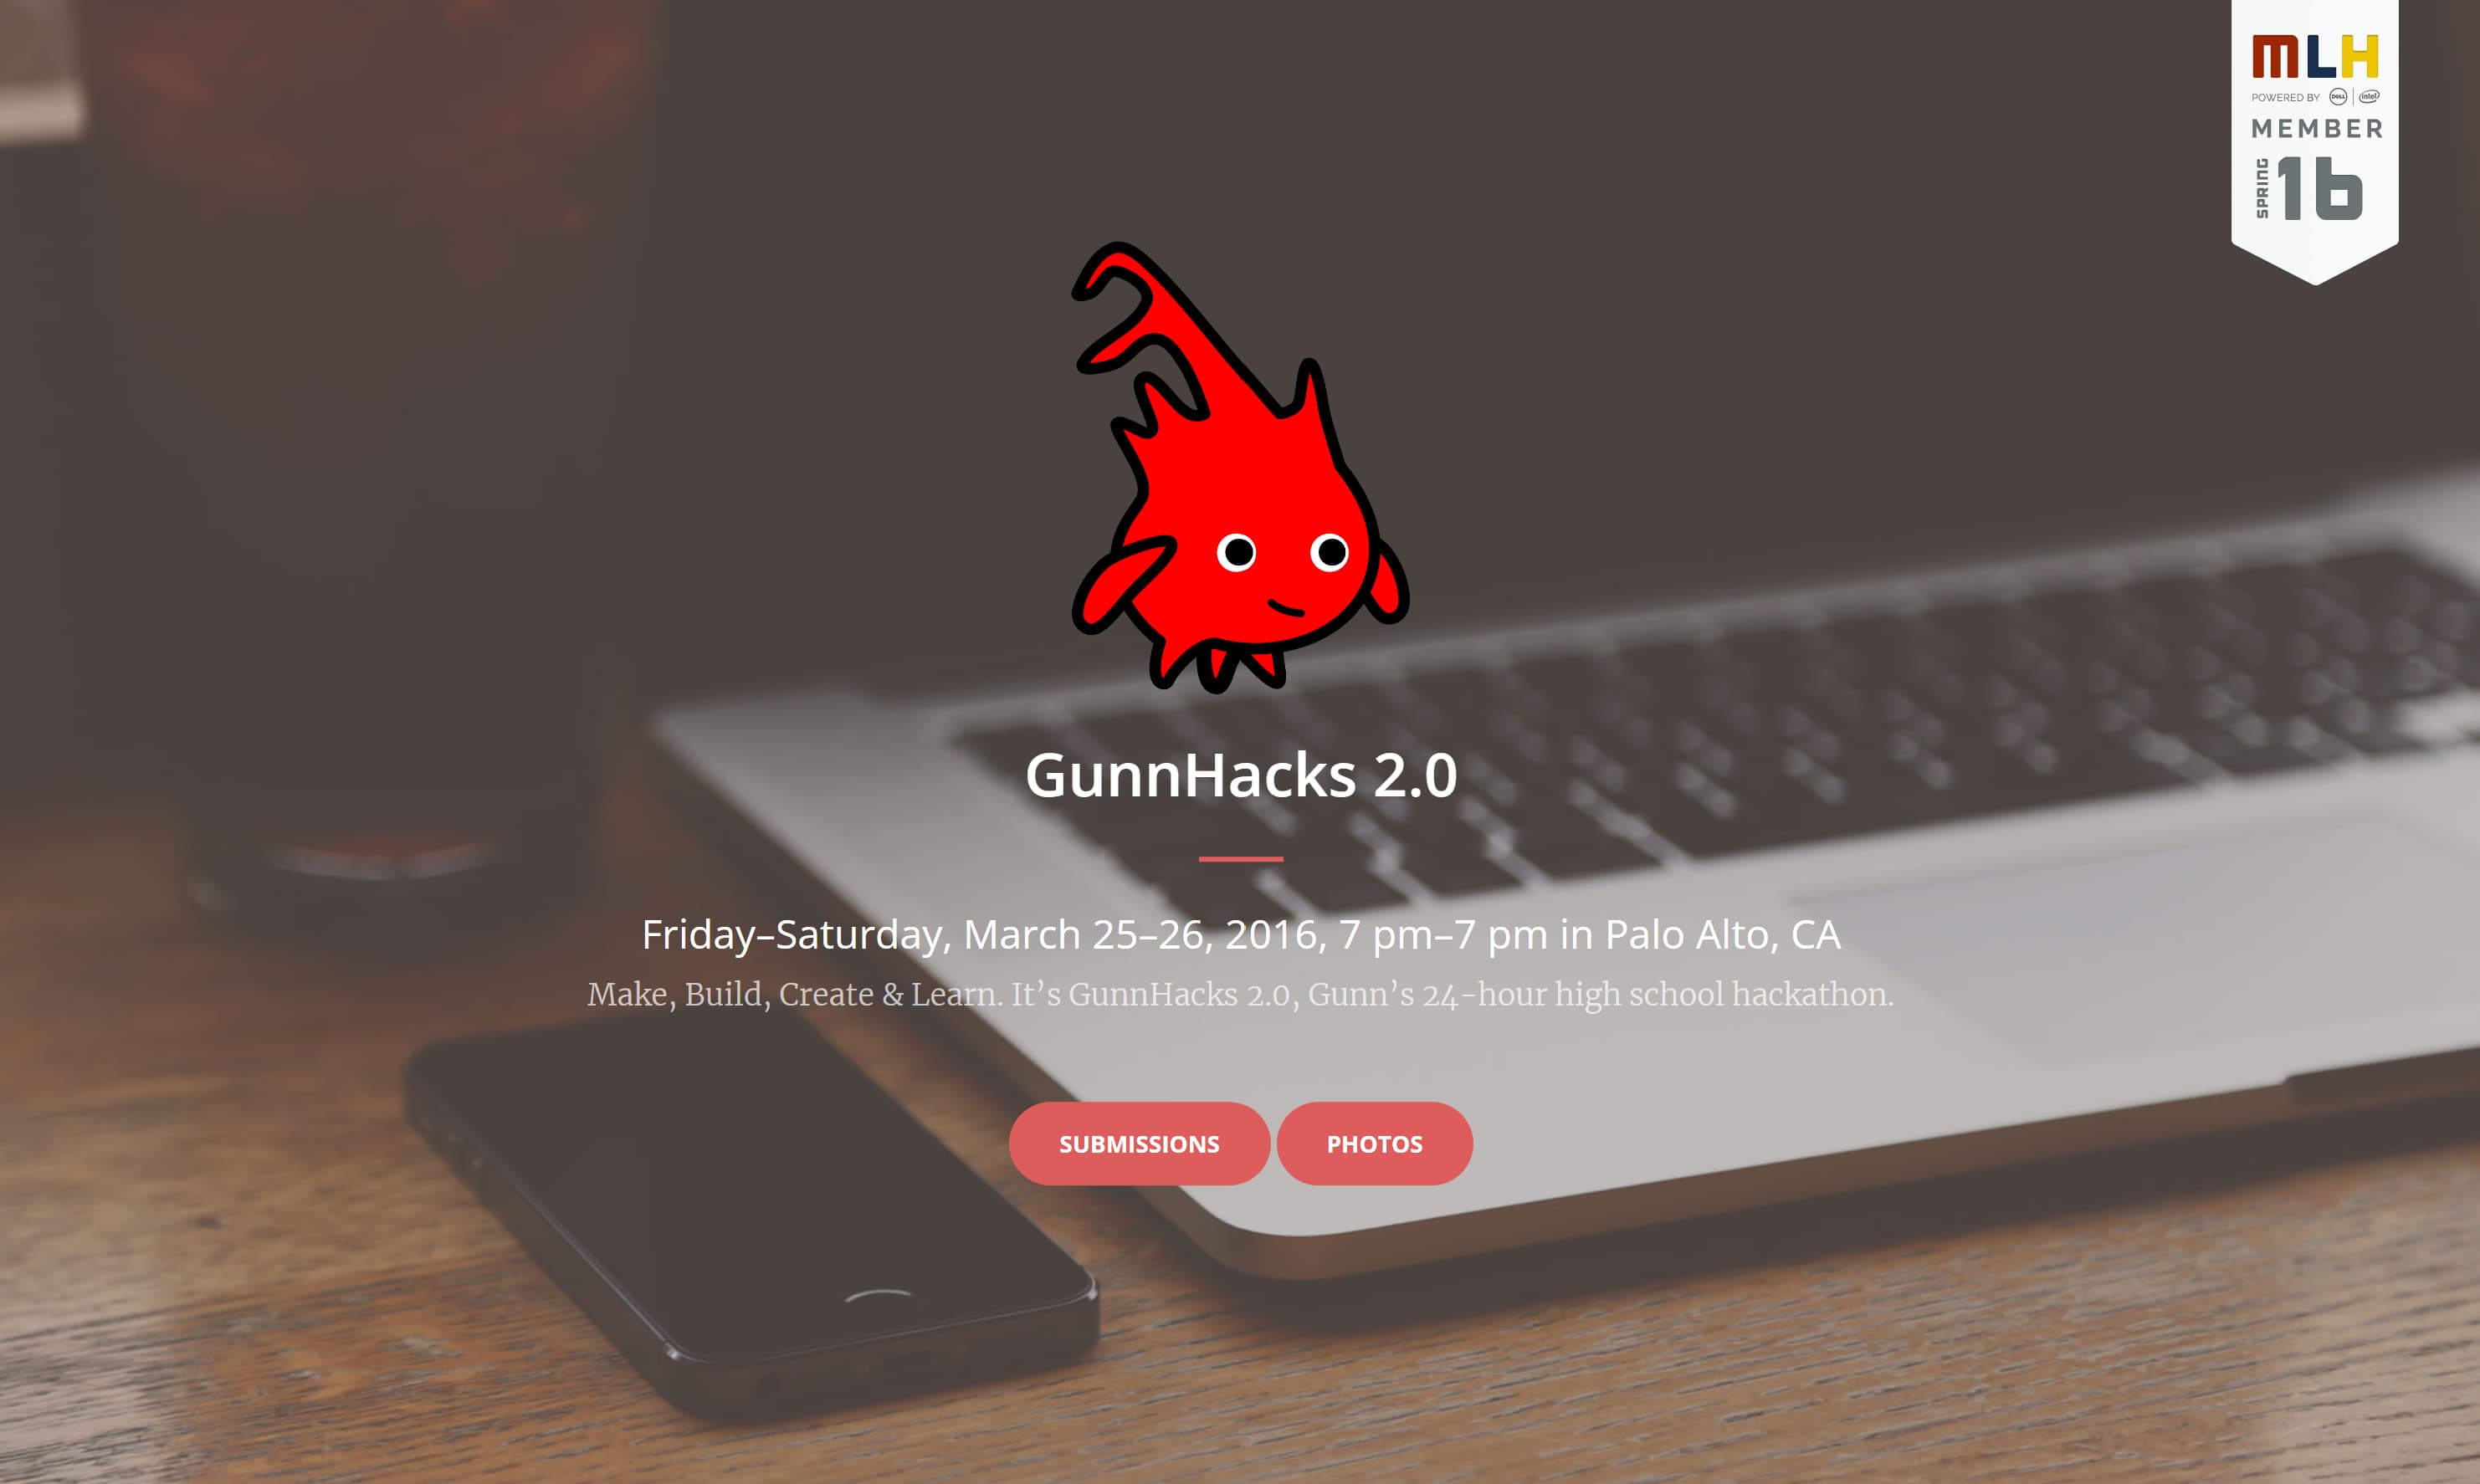 MLH
POWERED BY DELL | intel
MEMBER
SPRING 16
GunnHacks 2.0
Friday–Saturday, March 25–26, 2016, 7 pm–7 pm in Palo Alto, CA
Make, Build, Create & Learn. It’s GunnHacks 2.0, Gunn’s 24-hour high school hackathon.
SUBMISSIONS PHOTOS